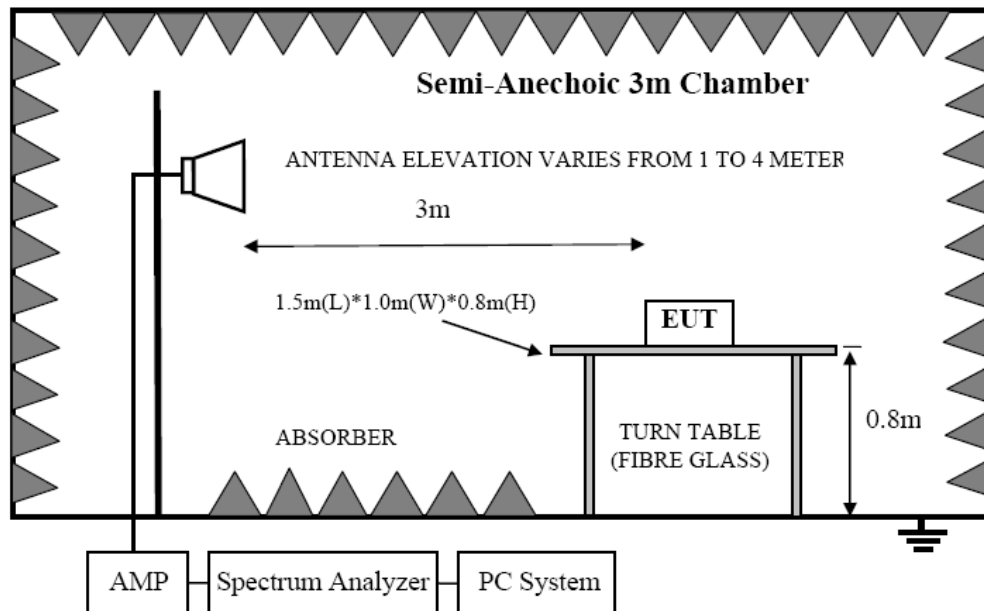 Semi-Anechoic 3m Chamber
ANTENNA ELEVATION VARIES FROM 1 TO 4 METER
3m
1.5m(L)*1.0m(W)*0.8m(H)
EUT
0.8m
ABSORBER
TURN TABLE
(FIBRE GLASS)
AMP
Spectrum Analyzer
PC System